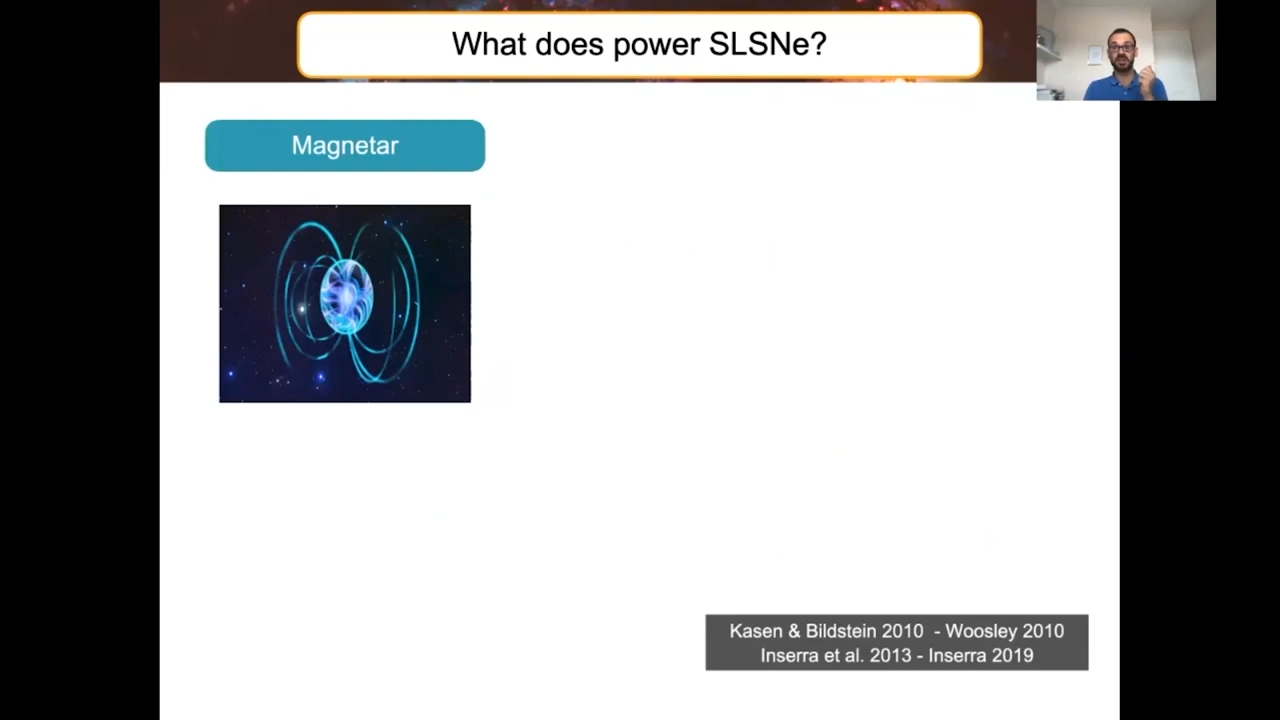 What does power SLSNe?
Magnetar
Kasen & Bildstein 2010 - Woosley 2010
Inserra et al. 2013 - Inserra 2019